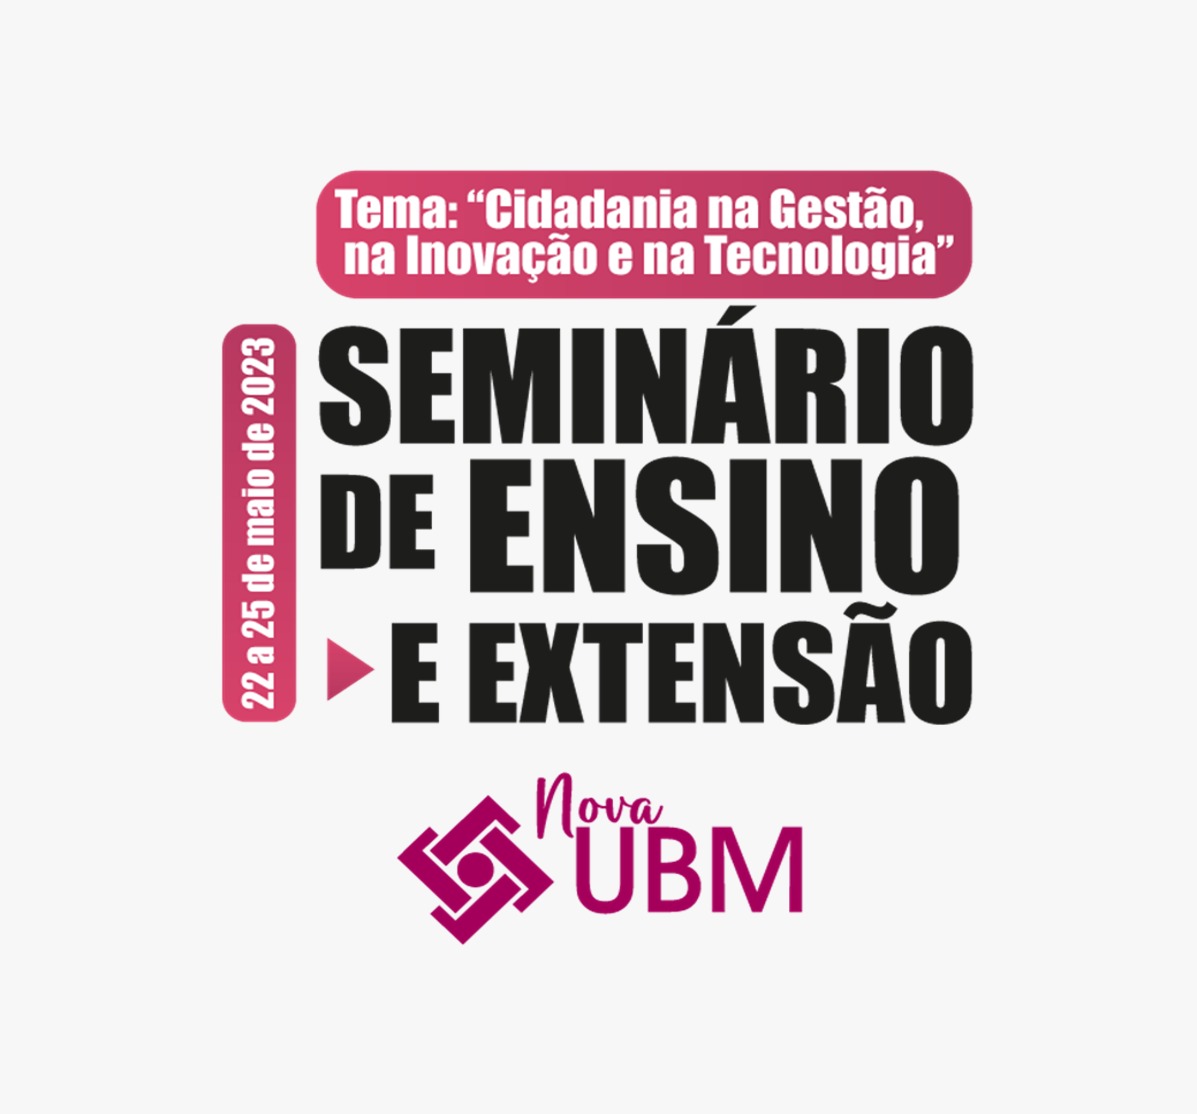 Tema: “Cidadania na Gestão,
na Inovação e na Tecnologia”
22 a 25 de maio de 2023
SEMINÁRIO
DE ENSINO
E EXTENSÃO
Nova
UBM